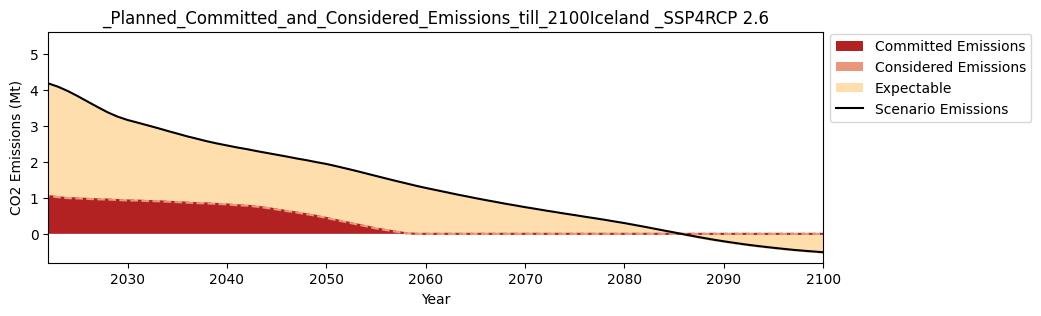 _Planned_Committed_and_Considered_Emissions_till_2100Iceland _SSP4RCP 2.6
CO2 Emissions (Mt)
5
4
3
2
1
0
2030 2040 2050 2060 2070 2080 2090 2100
Year
Committed Emissions
Considered Emissions
Expectable
Scenario Emissions